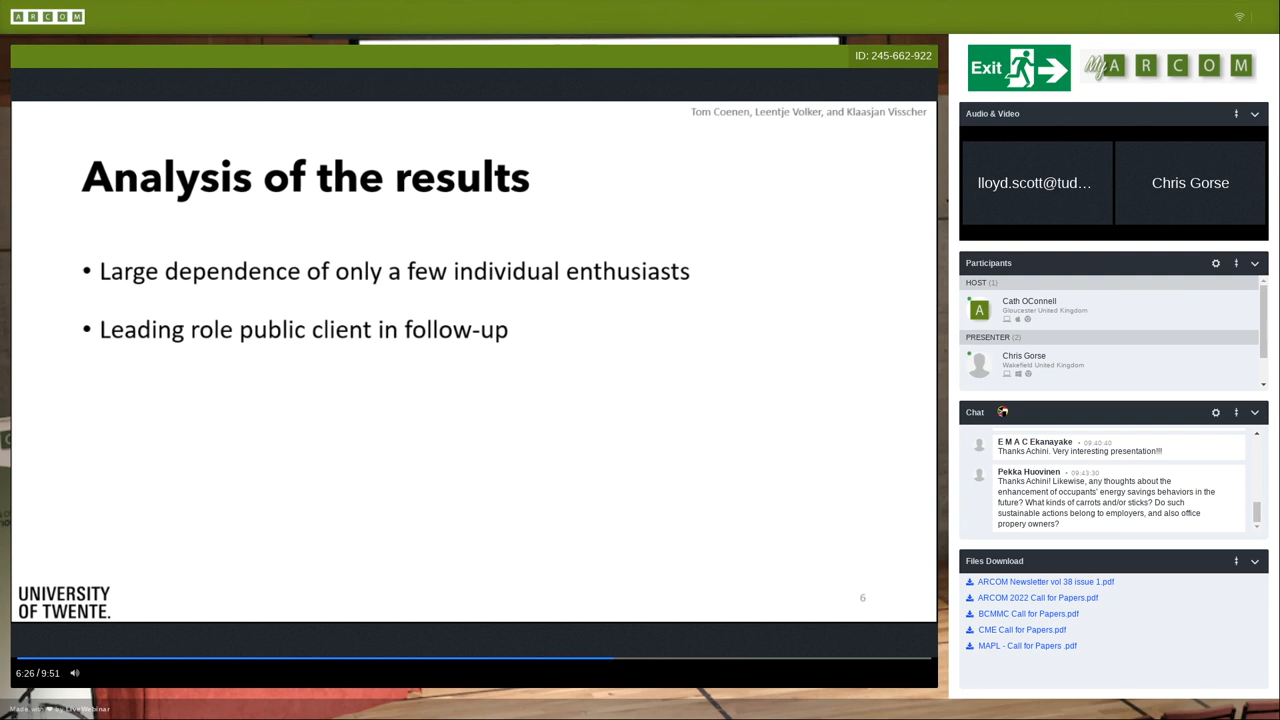 ARCOM
ID: 245-662-922
Tom Coenen, Leentje Volker, and Klaasjan Visscher
Analysis of the results
• Large dependence of only a few individual enthusiasts
• Leading role public client in follow-up
UNIVERSITY
OF TWENTE.
6
6:26 / 9:51
Made with ❤ by LiveWebinar
Exit
My ARCOM
Audio & Video
lloyd.scott@tud...
Chris Gorse
Participants
HOST (1)
A
Cath OConnell
Gloucester United Kingdom
PRESENTER (2)
Chris Gorse
Wakefield United Kingdom
Chat
E M A C Ekanayake • 09:40:40
Thanks Achini. Very interesting presentation!!!
Pekka Huovinen • 09:43:30
Thanks Achini! Likewise, any thoughts about the
enhancement of occupants' energy savings behaviors in the
future? What kinds of carrots and/or sticks? Do such
sustainable actions belong to employers, and also office
propery owners?
Files Download
ARCOM Newsletter vol 38 issue 1.pdf
ARCOM 2022 Call for Papers.pdf
BCMMC Call for Papers.pdf
CME Call for Papers.pdf
MAPL - Call for Papers .pdf